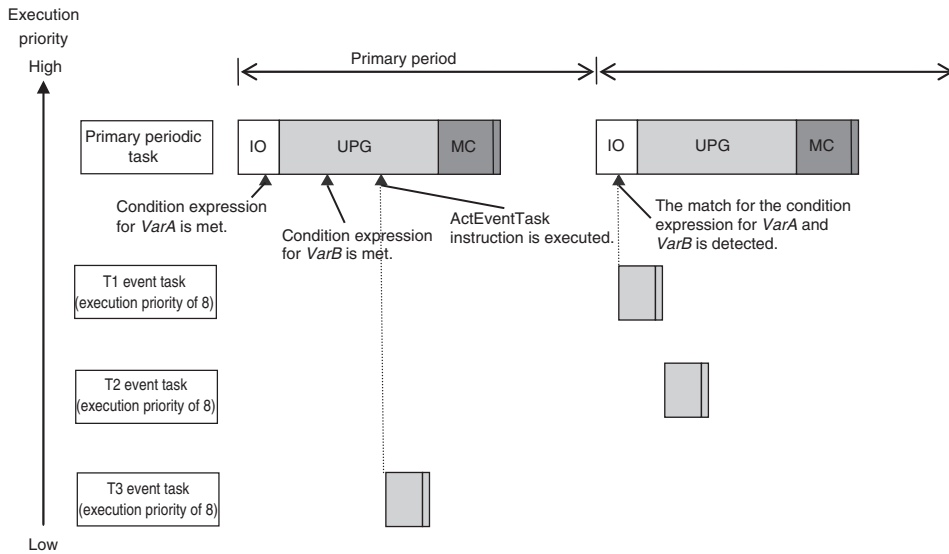 Execution
priority
High
Primary period
Primary periodic
task
IO
UPG
MC
IO
UPG
MC
Condition expression
for VarA is met.
Condition expression
for VarB is met.
ActEventTask
instruction is executed.
The match for the condition
expression for VarA and
VarB is detected.
T1 event task
(execution priority of 8)
T2 event task
(execution priority of 8)
T3 event task
(execution priority of 8)
Low